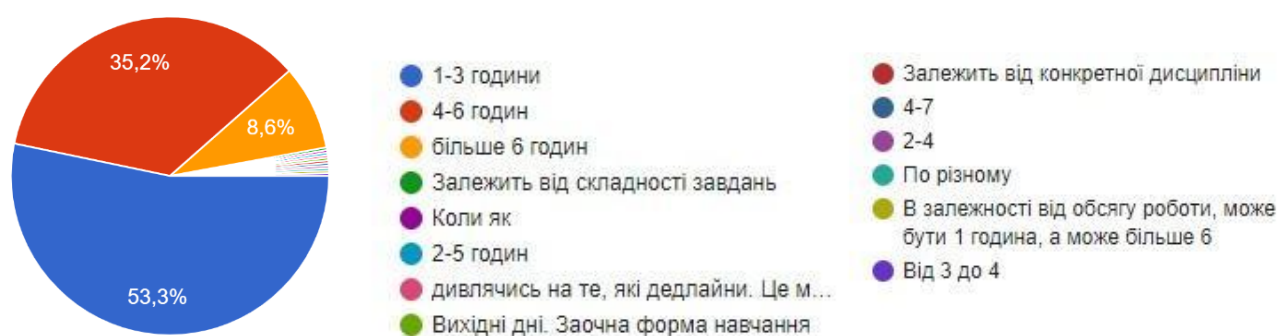 35,2%
8,6%
53,3%
1-3 години
4-6 годин
більше 6 годин
Залежить від складності завдань
Коли як
2-5 годин
дивлячись на те, які дедлайни. Це м...
Вихідні дні. Заочна форма навчання
Залежить від конкретної дисципліни
4-7
2-4
По різному
В залежності від обсягу роботи, може
бути 1 година, а може більше 6
Від 3 до 4